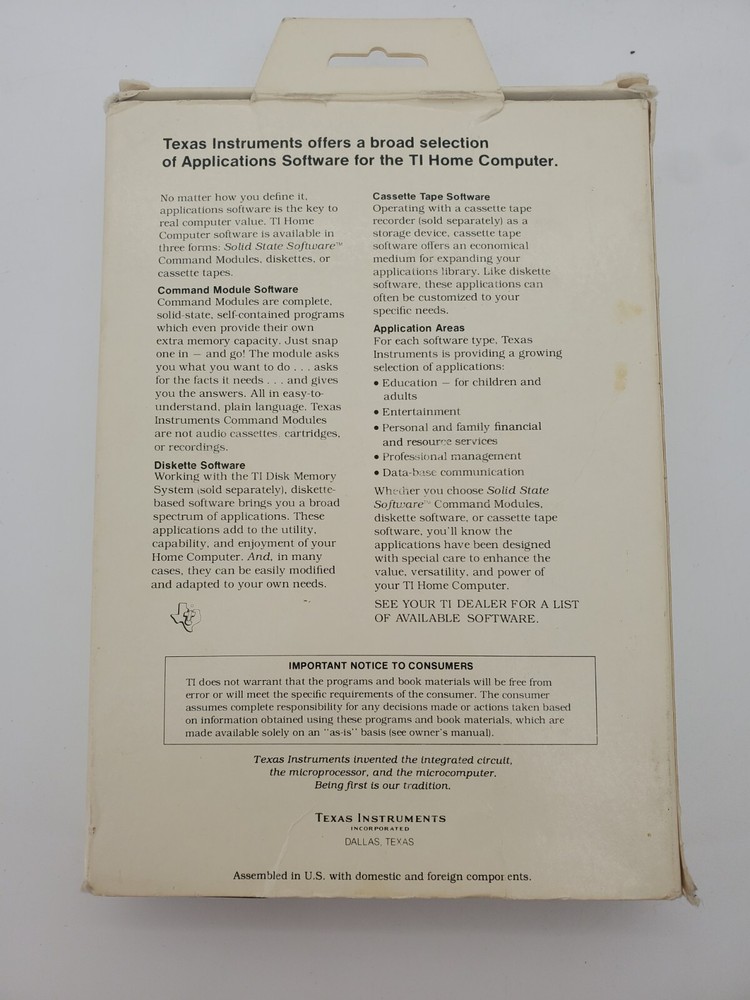 Texas Instruments offers a broad selection
of Applications Software for the TI Home Computer.
No matter how you define it,
applications software is the key to
real computer value. TI Home
Computer software is available in
three forms: Solid State Software™
Command Modules, diskettes, or
cassette tapes.
Command Module Software
Command Modules are complete,
solid-state, self-contained programs
which even provide their own
extra memory capacity. Just snap
one in — and go! The module asks
you what you want to do . . . asks
for the facts it needs . . . and gives
you the answers. All in easy-to-
understand, plain language. Texas
Instruments Command Modules
are not audio cassettes, cartridges,
or recordings.
Diskette Software
Working with the TI Disk Memory
System (sold separately), diskette-
based software brings you a broad
spectrum of applications. These
applications add to the utility,
capability, and enjoyment of your
Home Computer. And, in many
cases, they can be easily modified
and adapted to your own needs.
Cassette Tape Software
Operating with a cassette tape
recorder (sold separately) as a
storage device, cassette tape
software offers an economical
medium for expanding your
applications library. Like diskette
software, these applications can
often be customized to your
specific needs.
Application Areas
For each software type, Texas
Instruments is providing a growing
selection of applications:
• Education — for children and
adults
• Entertainment
• Personal and family financial
and resource services
• Professional management
• Data-base communication
Whether you choose Solid State
Software™ Command Modules,
diskette software, or cassette tape
software, you'll know the
applications have been designed
with special care to enhance the
value, versatility, and power of
your TI Home Computer.
SEE YOUR TI DEALER FOR A LIST
OF AVAILABLE SOFTWARE.
IMPORTANT NOTICE TO CONSUMERS
TI does not warrant that the programs and book materials will be free from
error or will meet the specific requirements of the consumer. The consumer
assumes complete responsibility for any decisions made or actions taken based
on information obtained using these programs and book materials, which are
made available solely on an "as-is" basis (see owner's manual).
Texas Instruments invented the integrated circuit,
the microprocessor, and the microcomputer.
Being first is our tradition.
TEXAS INSTRUMENTS
INCORPORATED
DALLAS, TEXAS
Assembled in U.S. with domestic and foreign components.